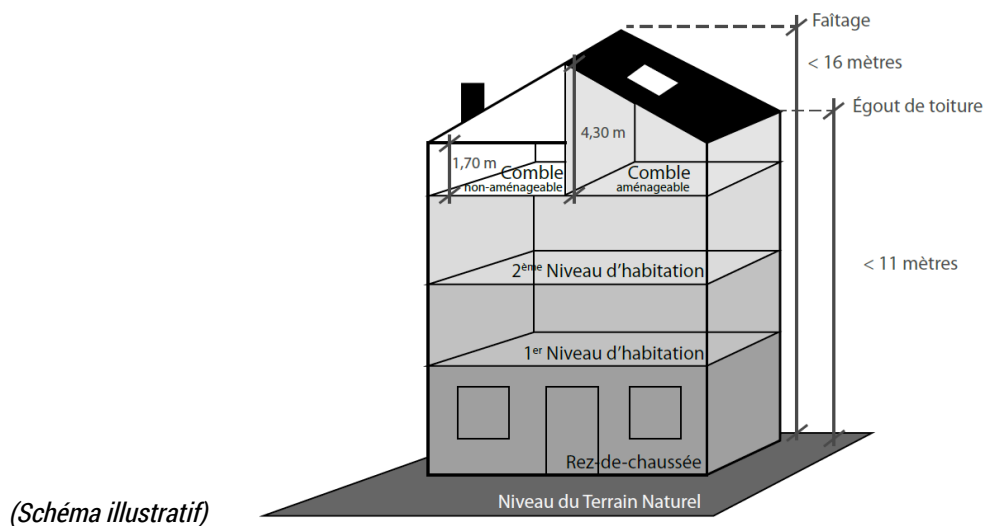 Faîtage
< 16 mètres
Égout de toiture
4,30 m
1,70 m
Comble
non-aménageable
Comble
aménageable
< 11 mètres
2ème Niveau d'habitation
1er Niveau d'habitation
Rez-de-chaussée
Niveau du Terrain Naturel
(Schéma illustratif)